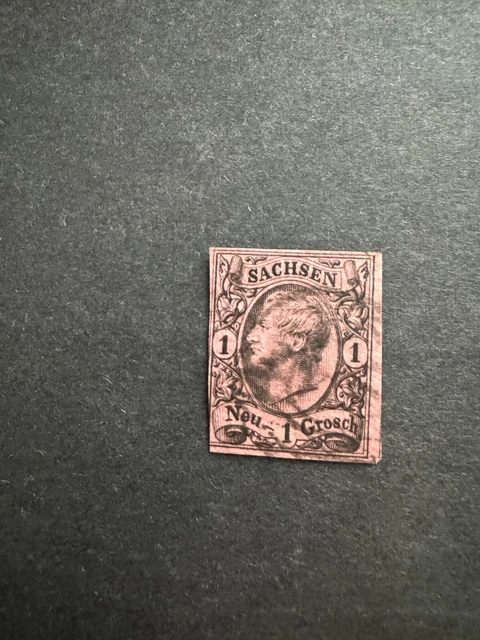 SACHSEN
1 1
Neu- 1 Grosch